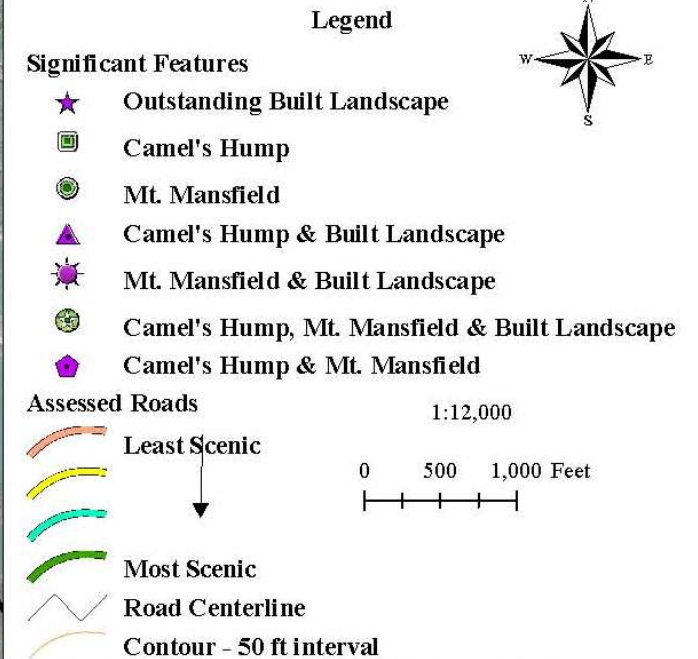 Legend
W E
S
Significant Features
Outstanding Built Landscape
Camel's Hump
Mt. Mansfield
Camel's Hump & Built Landscape
Mt. Mansfield & Built Landscape
Camel's Hump, Mt. Mansfield & Built Landscape
Camel's Hump & Mt. Mansfield
Assessed Roads
Least Scenic
Most Scenic
Road Centerline
Contour - 50 ft interval
1:12,000
0 500 1,000 Feet